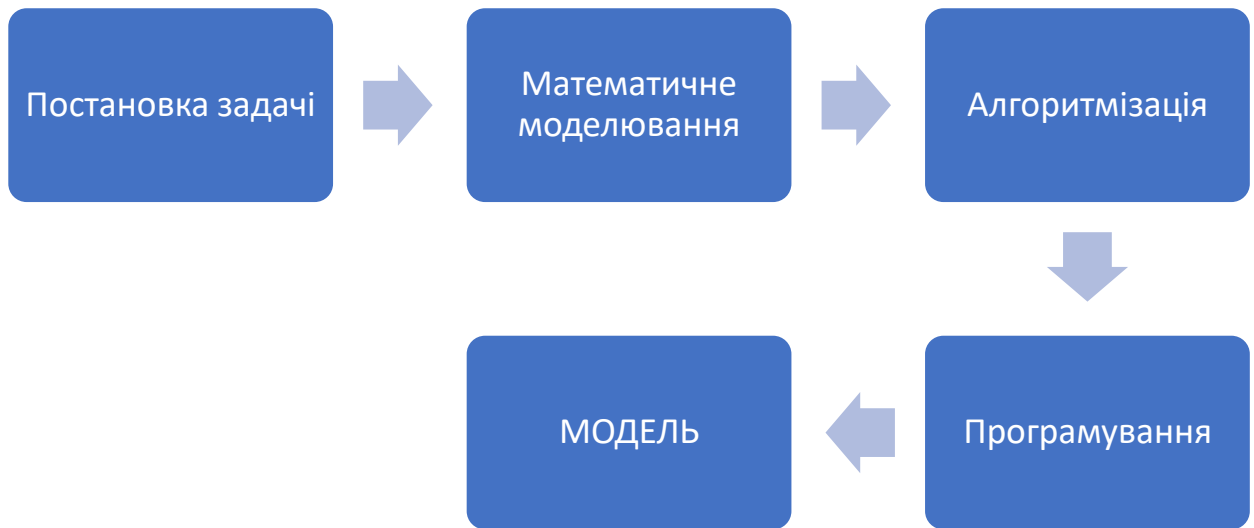 Постановка задачі
Математичне
моделювання
Алгоритмізація
Програмування
МОДЕЛЬ